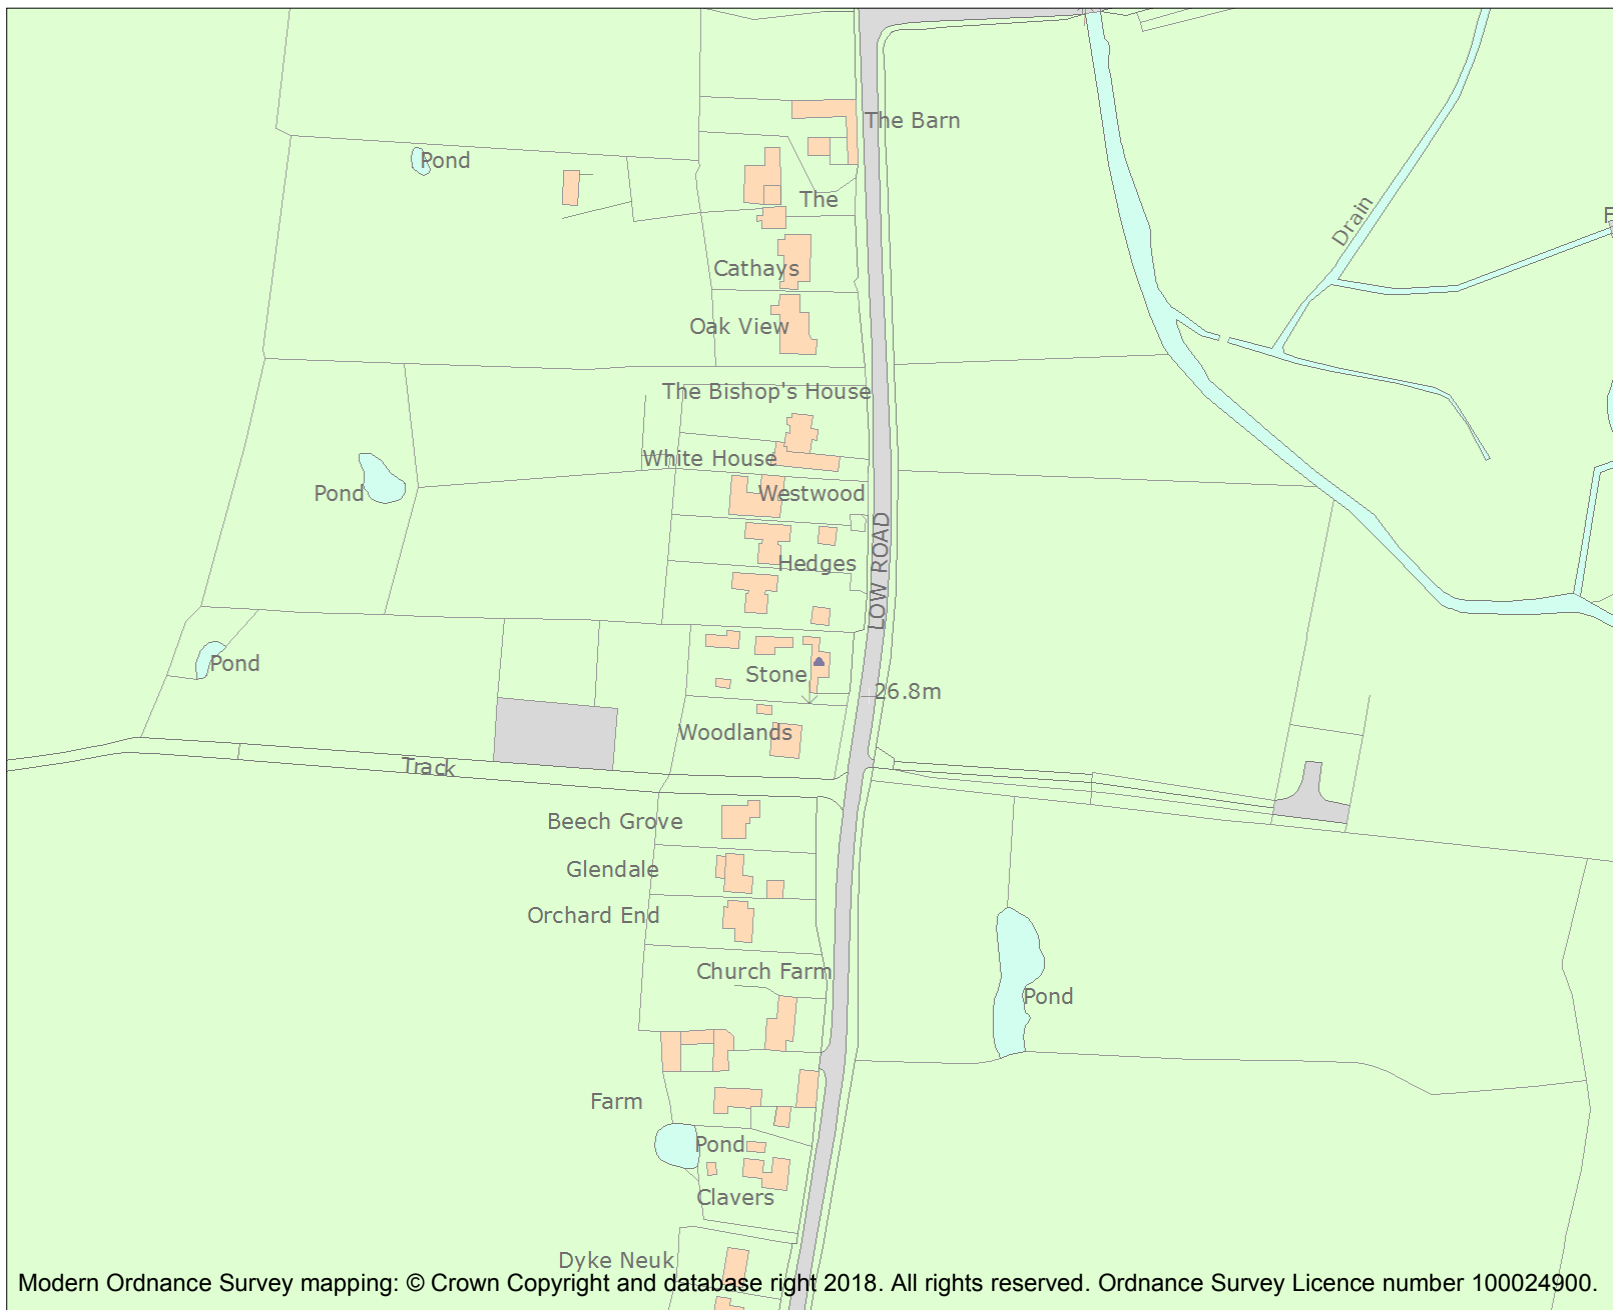 The Barn
Pond
The
Drain
Cathays
Oak View
The Bishop's House
White House
Westwood
Pond
LOW ROAD
Hedges
Pond
Stone
26.8m
Woodlands
Track
Beech Grove
Glendale
Orchard End
Church Farm
Pond
Farm
Pond
Clavers
Dyke Neuk
Modern Ordnance Survey mapping: © Crown Copyright and database right 2018. All rights reserved. Ordnance Survey Licence number 100024900.